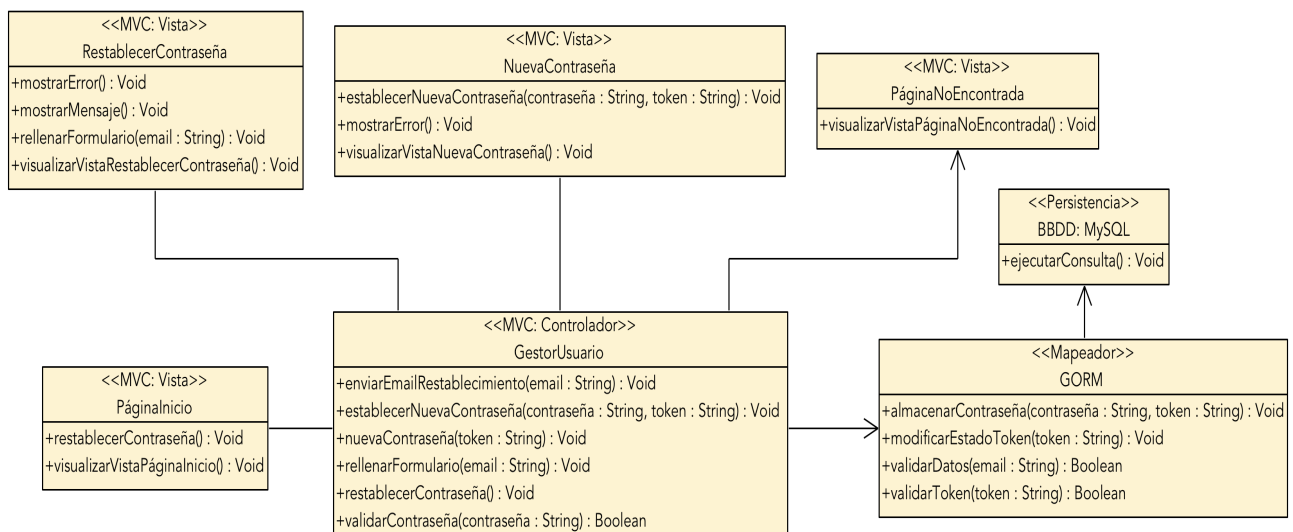 <<MVC: Vista>>
RestablecerContraseña
+mostrarError() : Void
+mostrarMensaje() : Void
+rellenarFormulario(email : String) : Void
+visualizarVistaRestablecerContraseña() : Void
<<MVC: Vista>>
NuevaContraseña
+establecerNuevaContraseña(contraseña : String, token : String) : Void
+mostrarError() : Void
+visualizarVistaNuevaContraseña() : Void
<<MVC: Vista>>
PáginaNoEncontrada
+visualizarVistaPáginaNoEncontrada() : Void
<<Persistencia>>
BBDD: MySQL
+ejecutarConsulta() : Void
<<MVC: Vista>>
PáginaInicio
+restablecerContraseña() : Void
+visualizarVistaPáginaInicio() : Void
<<MVC: Controlador>>
GestorUsuario
+enviarEmailRestablecimiento(email : String) : Void
+establecerNuevaContraseña(contraseña : String, token : String) : Void
+nuevaContraseña(token : String) : Void
+rellenarFormulario(email : String) : Void
+restablecerContraseña() : Void
+validarContraseña(contraseña : String) : Boolean
<<Mapeador>>
GORM
+almacenarContraseña(contraseña : String, token : String) : Void
+modificarEstadoToken(token : String) : Void
+validarDatos(email : String) : Boolean
+validarToken(token : String) : Boolean